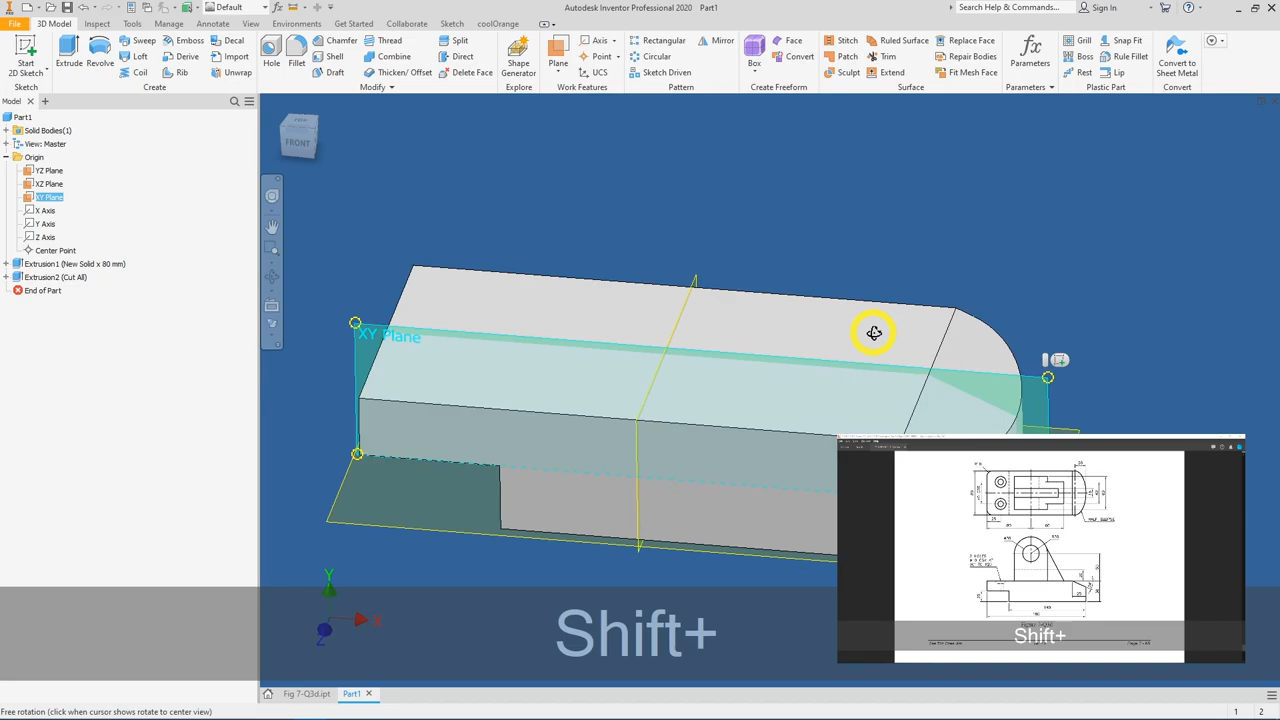 Default
Autodesk Inventor Professional 2020
Part1
Search Help & Commands...
Sign In
File
3D Model
Inspect
Tools
Manage
Annotate
View
Environments
Get Started
Collaborate
Sketch
coolOrange
Start
2D Sketch
Extrude
Revolve
Sweep
Loft
Coil
Emboss
Derive
Rib
Decal
Import
Unwrap
Hole
Fillet
Chamfer
Shell
Draft
Thread
Combine
Thicken/ Offset
Split
Direct
Delete Face
Shape
Generator
Plane
Axis
Point
UCS
Rectangular
Circular
Sketch Driven
Mirror
Box
Face
Convert
Stitch
Patch
Sculpt
Ruled Surface
Trim
Extend
Replace Face
Repair Bodies
Fit Mesh Face
fx
Parameters
Grill
Boss
Rest
Snap Fit
Rule Fillet
Lip
Convert to
Sheet Metal
Sketch
Create
Modify
Explore
Work Features
Pattern
Create Freeform
Surface
Parameters
Plastic Part
Convert
Model
Part1
Solid Bodies(1)
View: Master
Origin
YZ Plane
XZ Plane
XY Plane
X Axis
Y Axis
Z Axis
Center Point
Extrusion1 (New Solid x 80 mm)
Extrusion2 (Cut All)
End of Part
FRONT
XY Plane
Y
X
Z
Shift+
Shift+
Fig 7-Q3d.ipt
Part1
Free rotation (click when cursor shows rotate to center view)
1
2